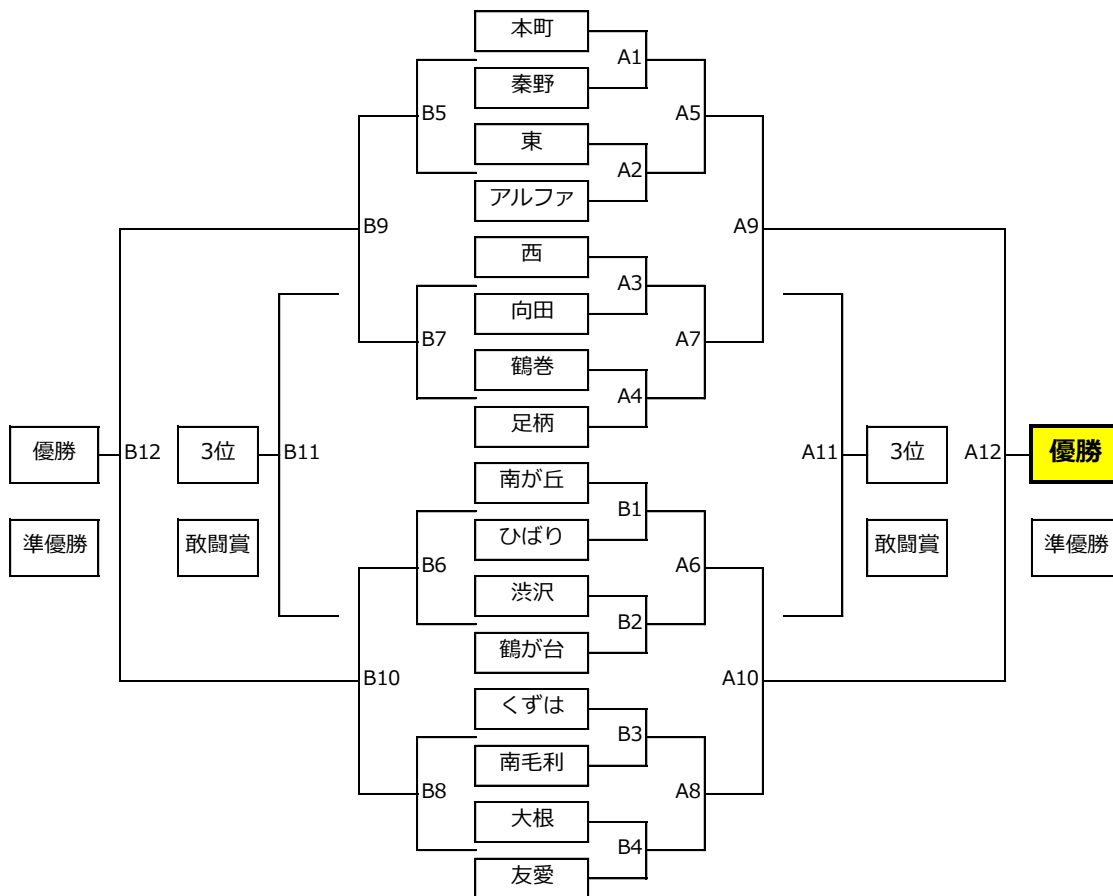 本町
A1
秦野
B5
A5
東
A2
アルファ
B9
A9
西
A3
向田
B7
A7
鶴巻
A4
足柄
優勝
B12
3位
B11
A11
3位
A12
優勝
南が丘
B1
ひばり
準優勝
敢闘賞
B6
A6
敢闘賞
準優勝
渋沢
B2
鶴が台
B10
A10
くずは
B3
南毛利
B8
A8
大根
B4
友愛